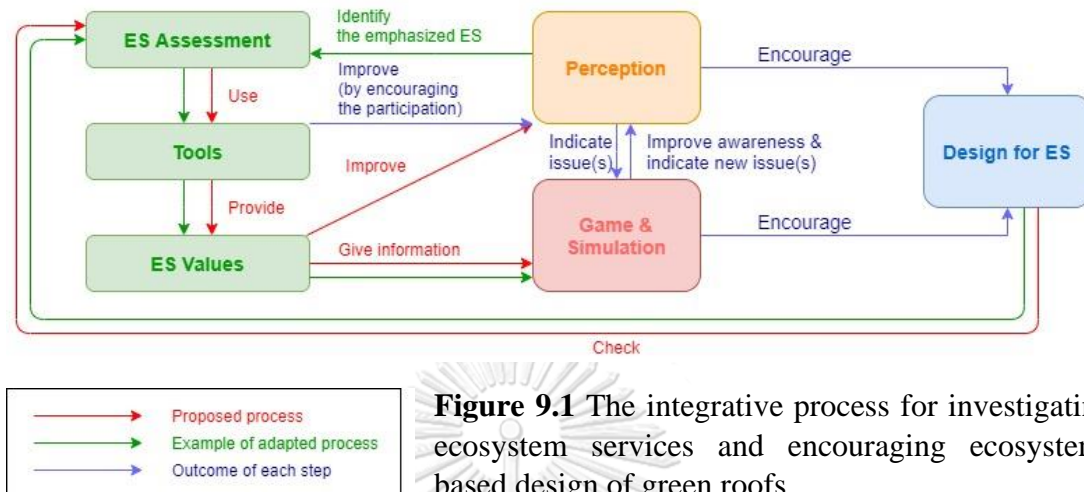 Identify
the emphasized ES
ES Assessment
Perception
Encourage
Use
Improve
(by encouraging
the participation)
Tools
Indicate
issue(s)
Improve awareness &
indicate new issue(s)
Design for ES
Improve
Provide
Game &
Simulation
Encourage
ES Values
Give information
Check
Proposed process
Example of adapted process
Outcome of each step
Figure 9.1 The integrative process for investigatin
ecosystem services and encouraging ecosystem
based design of green roofs